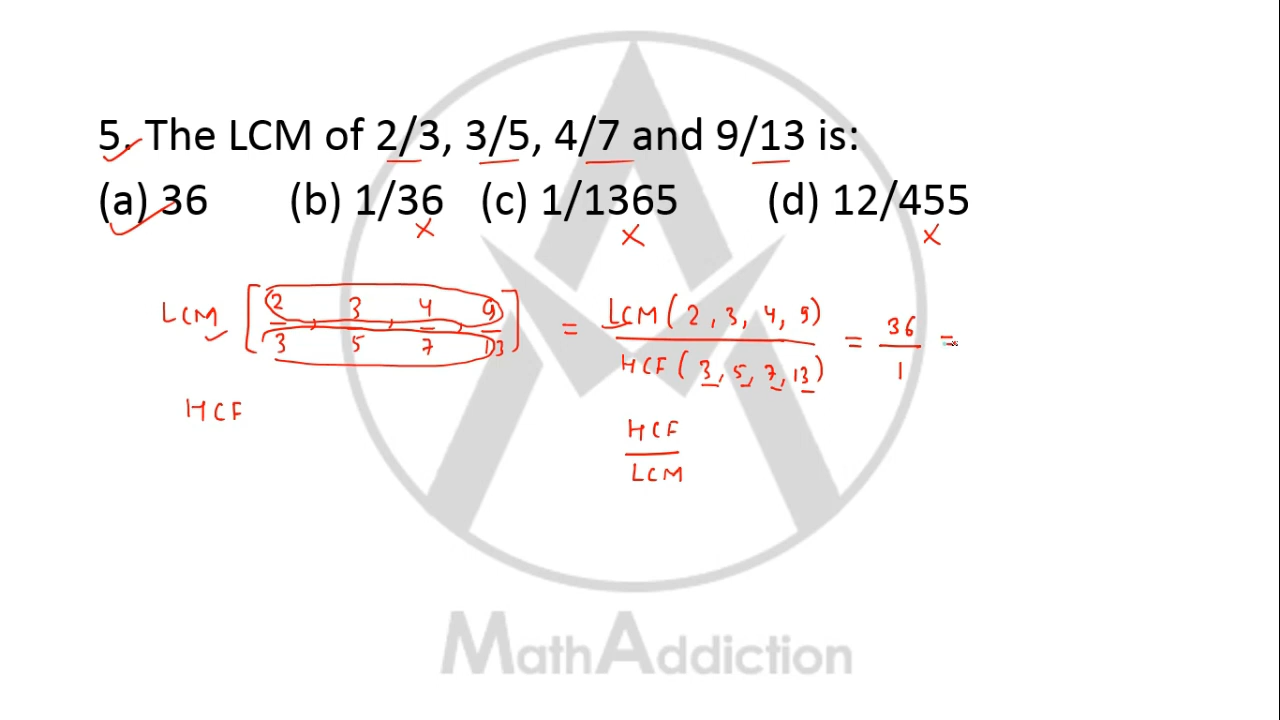 5. The LCM of 2/3, 3/5, 4/7 and 9/13 is:
(a) 36 (b) 1/36 (c) 1/1365 (d) 12/455
x x x
LCM [2/3, 3/5, 4/7, 9/13] = LCM(2, 3, 4, 9) / HCF(3, 5, 7, 13) = 36/1 =
HCF HCF/LCM
MathAddiction